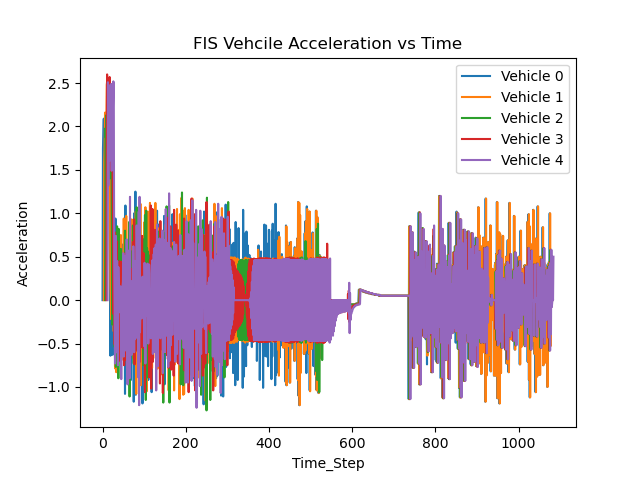 FIS Vehcile Acceleration vs Time
Vehicle 0
Vehicle 1
Vehicle 2
Vehicle 3
Vehicle 4
2.5
2.0
1.5
1.0
0.5
0.0
−0.5
−1.0
Acceleration
0
200
400
600
800
1000
Time_Step